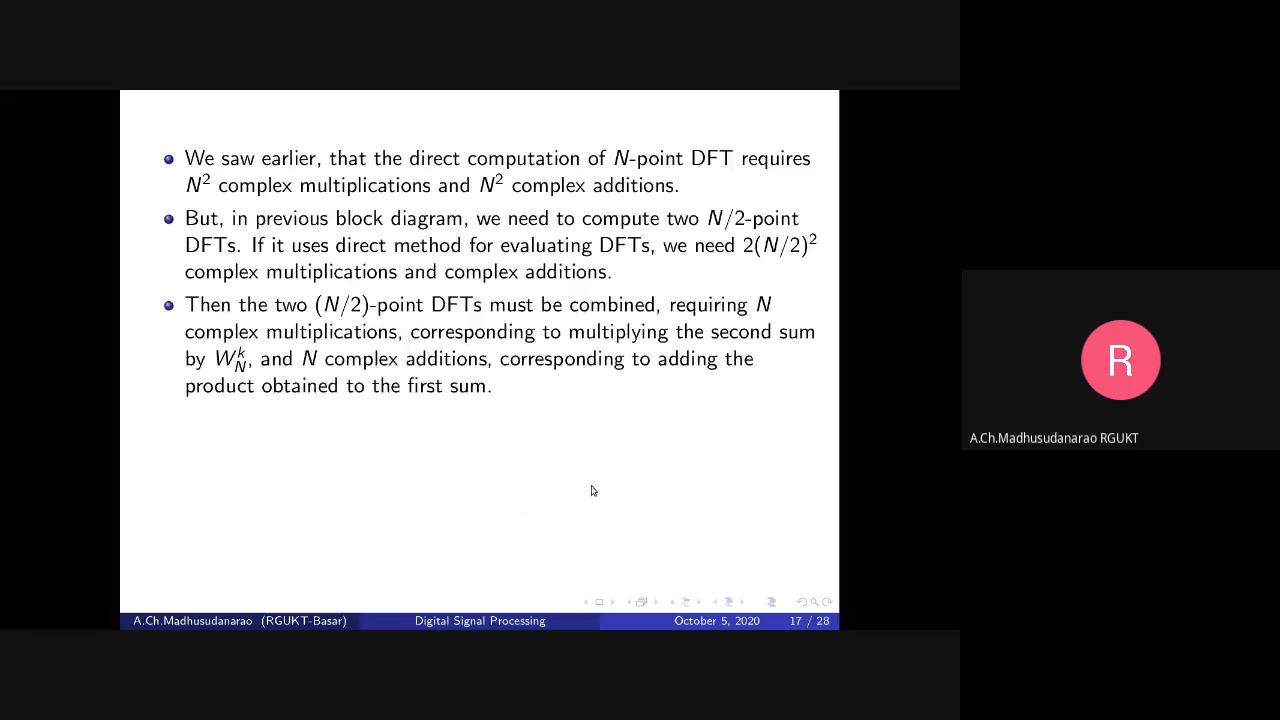 We saw earlier, that the direct computation of N-point DFT requires
N² complex multiplications and N² complex additions.
But, in previous block diagram, we need to compute two N/2-point
DFTs. If it uses direct method for evaluating DFTs, we need 2(N/2)²
complex multiplications and complex additions.
Then the two (N/2)-point DFTs must be combined, requiring N
complex multiplications, corresponding to multiplying the second sum
by W_N^k, and N complex additions, corresponding to adding the
product obtained to the first sum.
A.Ch.Madhusudanarao (RGUKT-Basar) Digital Signal Processing October 5, 2020 17 / 28
R
A.Ch.Madhusudanarao RGUKT